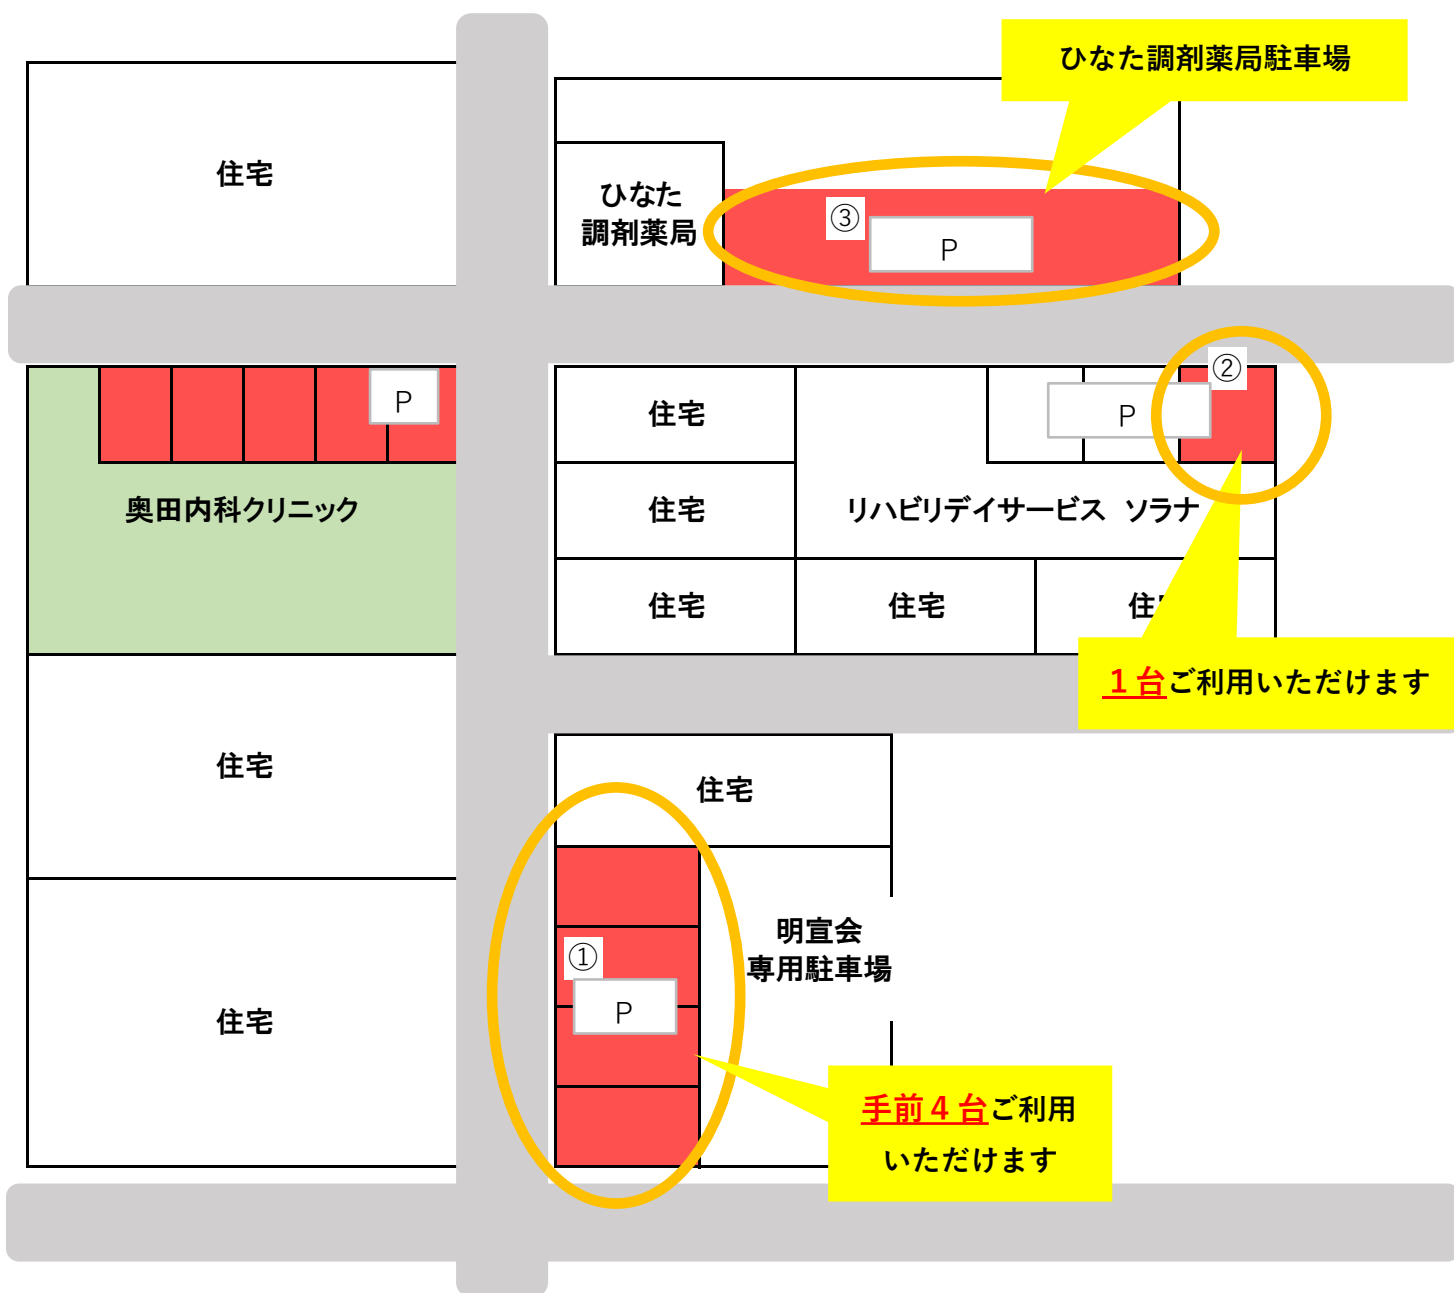 ひなた調剤薬局駐車場
住宅
ひなた
調剤薬局
③
P
②
P
住宅
P
奥田内科クリニック
住宅
リハビリデイサービス ソラナ
住宅
住宅
１台ご利用いただけます
住宅
住宅
明宣会
専用駐車場
①
P
住宅
手前４台ご利用
いただけます